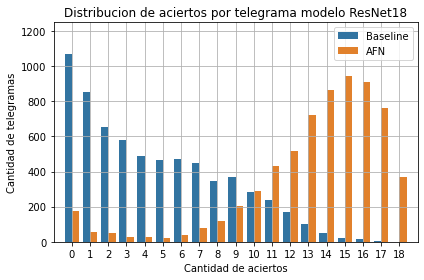 Distribucion de aciertos por telegrama modelo ResNet18
Baseline
AFN
Cantidad de telegramas
1200
1000
800
600
400
200
0
0 1 2 3 4 5 6 7 8 9 10 11 12 13 14 15 16 17 18
Cantidad de aciertos